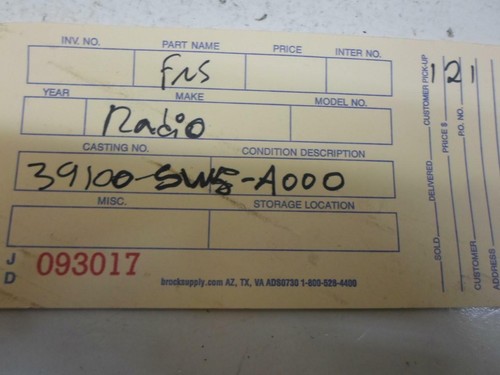 INV. NO. PART NAME PRICE INTER NO.
YEAR MAKE MODEL NO.
Radio
CASTING NO. CONDITION DESCRIPTION
39100-SW5-A000
MISC. STORAGE LOCATION
JD 093017
brocksupply.com AZ, TX, VA ADS0730 1-800-528-4400
SOLD DELIVERED CUSTOMER PICK-UP
PRICE $ P.O. NO.
CUSTOMER
ADDRESS
121